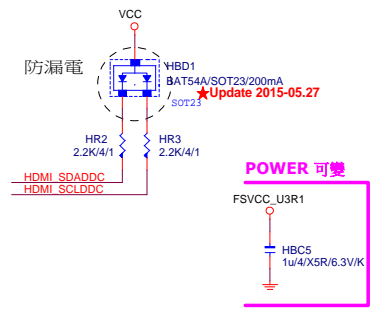 VCC
防漏電
HBD1
BAT54A/SOT23/200mA
★Update 2015-05.27
SOT23
HR2
2.2K/4/1
HR3
2.2K/4/1
HDMI_SDADDC
HDMI_SCLDDC
POWER 可變
FSVCC_U3R1
HBC5
1u/4/X5R/6.3V/K